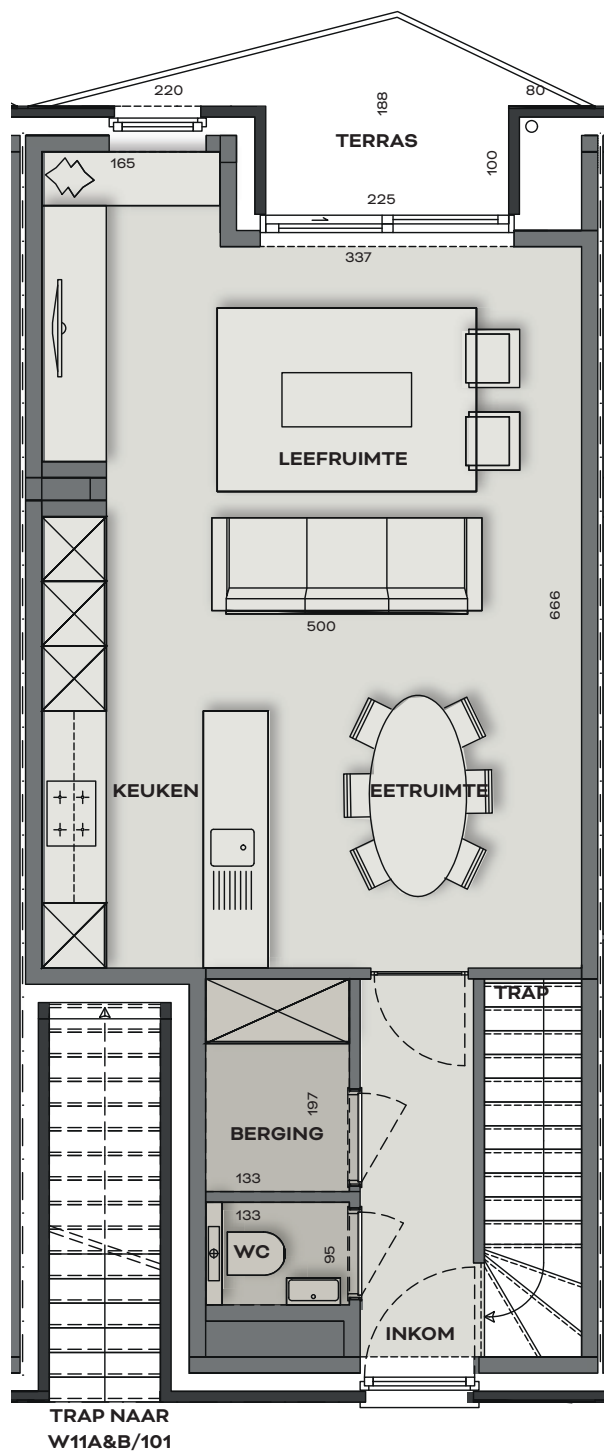 220
80
188
TERRAS
165
100
225
337
LEEFRUIMTE
666
500
KEUKEN
EETRUIMTE
TRAP
197
BERGING
133
133
WC
95
INKOM
TRAP NAAR
W11A&B/101